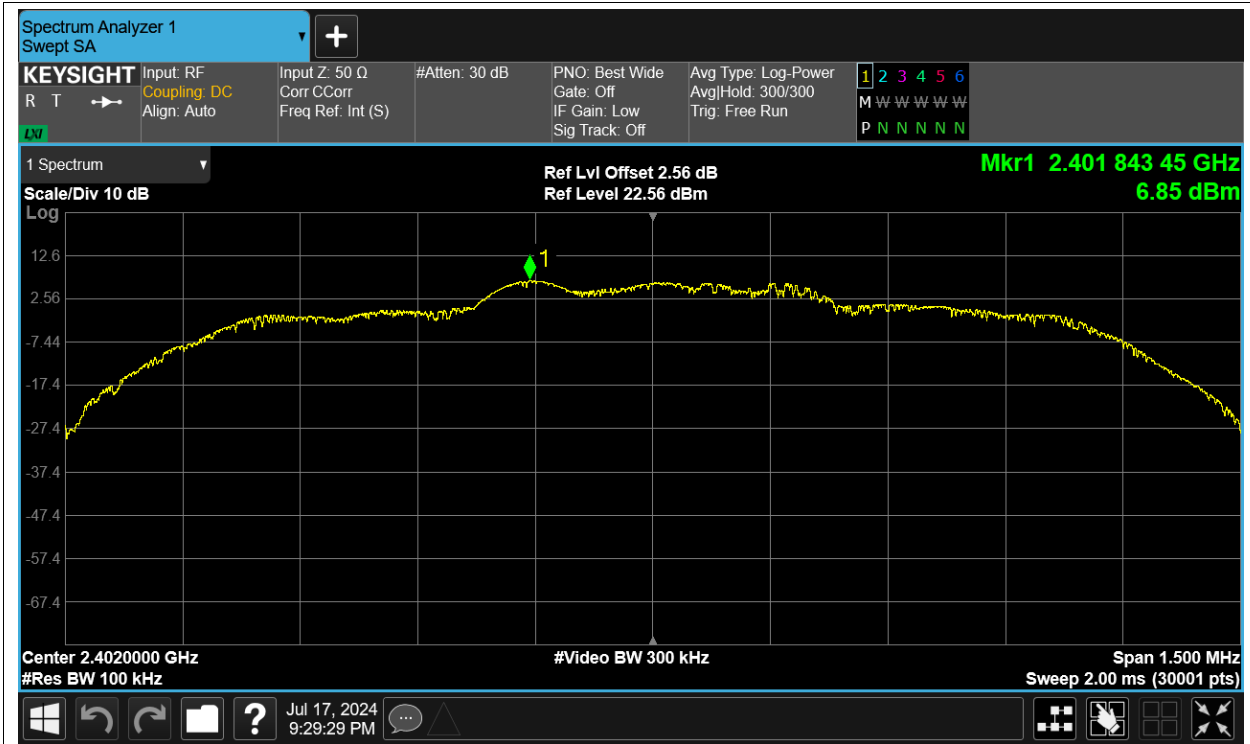 Spectrum Analyzer 1
Swept SA
KEYSIGHT
R T
LXI
Input: RF
Coupling: DC
Align: Auto
Input Z: 50 Ω
Corr CCorr
Freq Ref: Int (S)
#Atten: 30 dB
PNO: Best Wide
Gate: Off
IF Gain: Low
Sig Track: Off
Avg Type: Log-Power
Avg|Hold: 300/300
Trig: Free Run
1 2 3 4 5 6
M W W W W W
P N N N N N
1 Spectrum
Scale/Div 10 dB
Ref Lvl Offset 2.56 dB
Ref Level 22.56 dBm
Mkr1 2.401 843 45 GHz
6.85 dBm
Log
12.6
2.56
-7.44
-17.4
-27.4
-37.4
-47.4
-57.4
-67.4
1
Center 2.4020000 GHz
#Res BW 100 kHz
#Video BW 300 kHz
Span 1.500 MHz
Sweep 2.00 ms (30001 pts)
?
Jul 17, 2024
9:29:29 PM